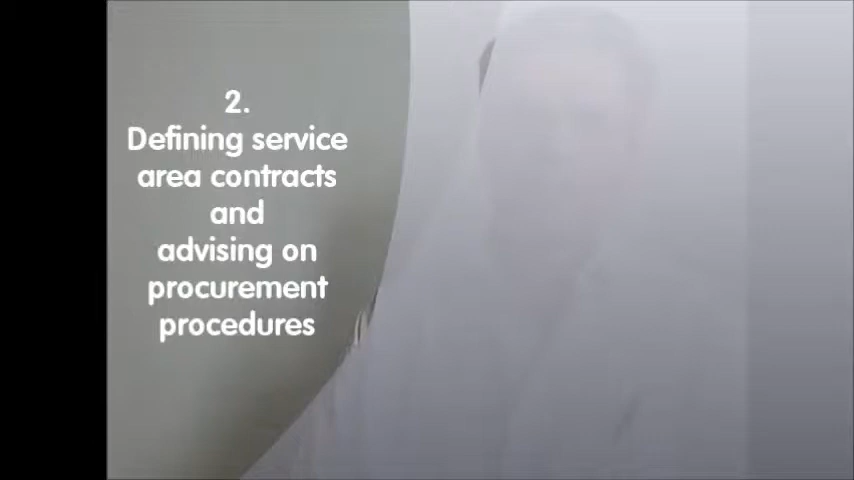 2.
Defining service
area contracts
and
advising on
procurement
procedures